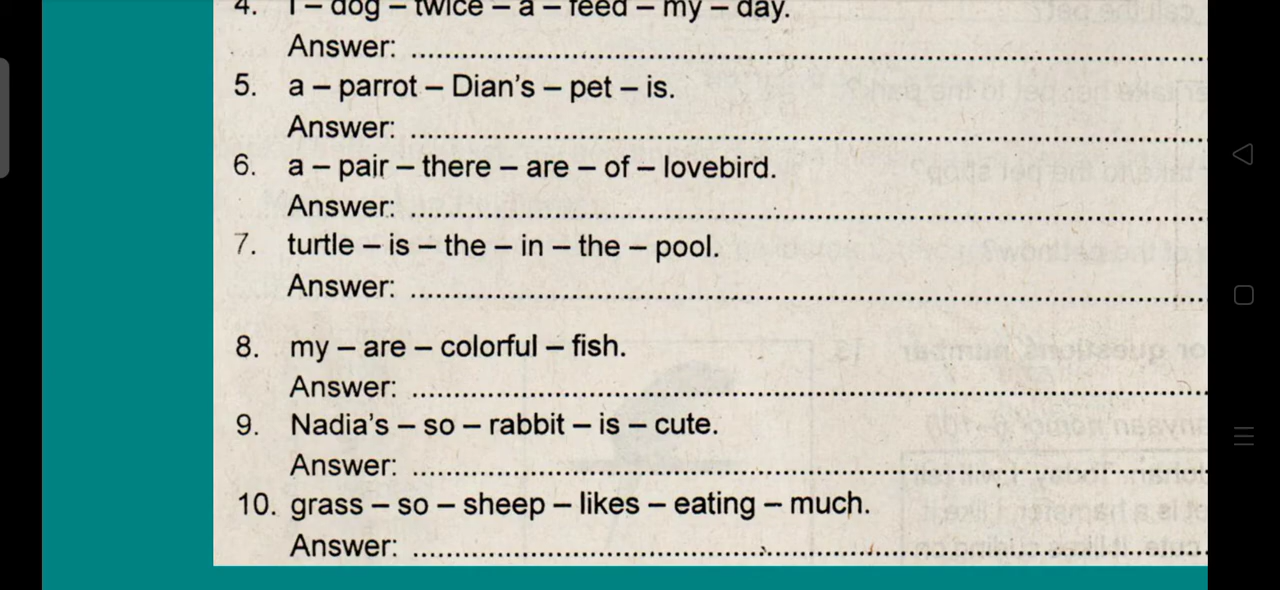 4. I – dog – twice – a – feed – my – day.
Answer: ..........
5. a – parrot – Dian's – pet – is.
Answer: ..........
6. a – pair – there – are – of – lovebird.
Answer: ..........
7. turtle – is – the – in – the – pool.
Answer: ..........
8. my – are – colorful – fish.
Answer: ..........
9. Nadia's – so – rabbit – is – cute.
Answer: ..........
10. grass – so – sheep – likes – eating – much.
Answer: ..........